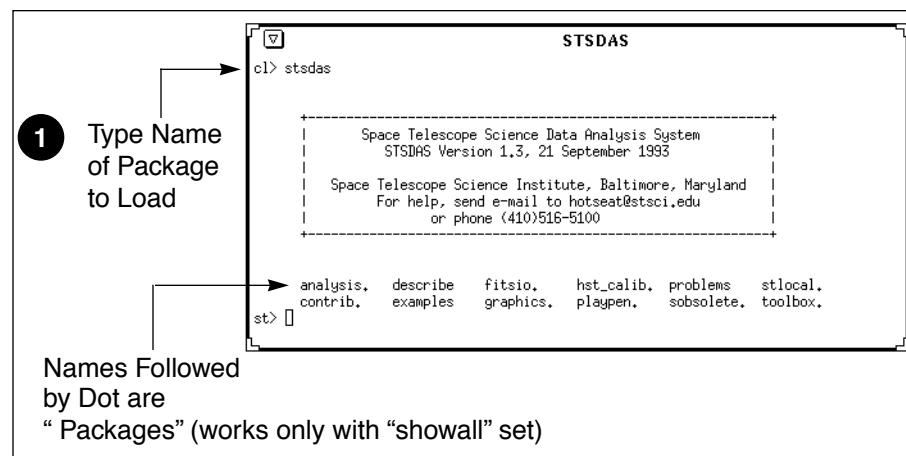 STSDAS
cl> stsdas
1
Type Name
of Package
to Load
Space Telescope Science Data Analysis System
STSDAS Version 1.3, 21 September 1993
Space Telescope Science Institute, Baltimore, Maryland
For help, send e-mail to hotseat@stsci.edu
or phone (410)516-5100
analysis. describe fitsio. hst_calib. problems stlocal.
contrib. examples graphics. playpen. sobsolete. toolbox.
st>
Names Followed
by Dot are
“ Packages” (works only with “showall” set)